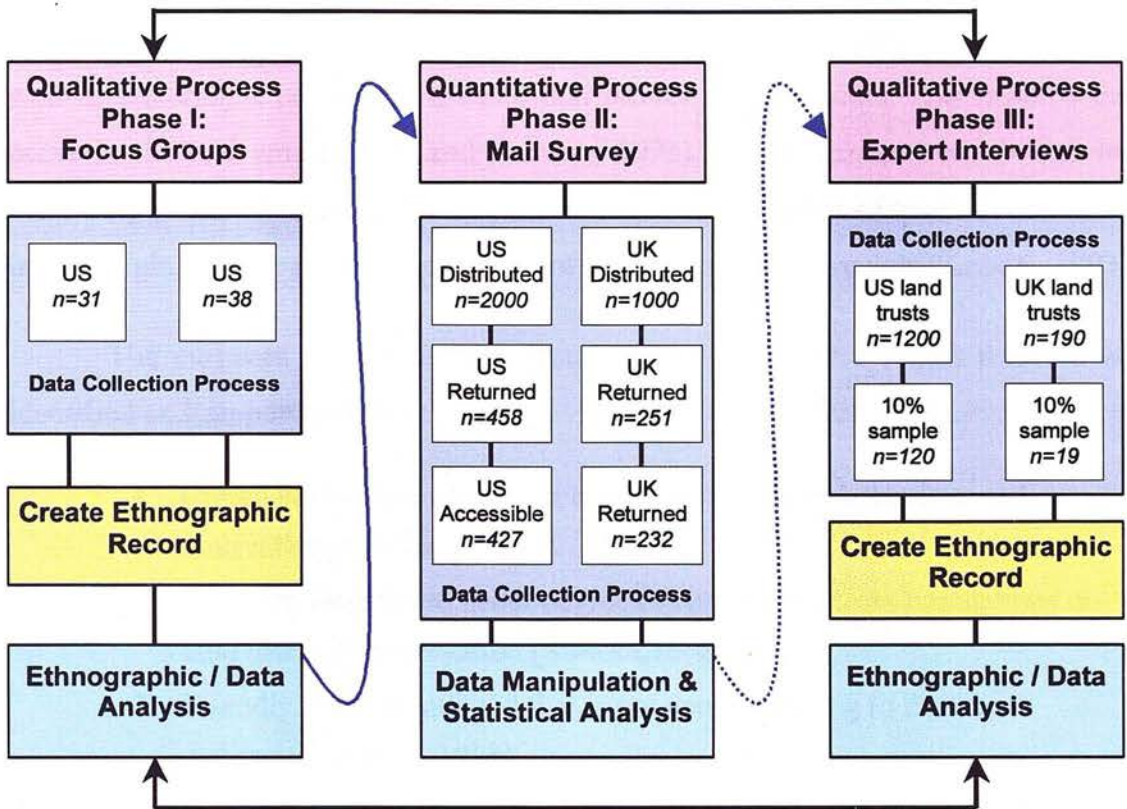 Qualitative Process
Phase I:
Focus Groups
US
n=31
US
n=38
Data Collection Process
Create Ethnographic
Record
Ethnographic / Data
Analysis
Quantitative Process
Phase II:
Mail Survey
US
Distributed
n=2000
UK
Distributed
n=1000
US
Returned
n=458
UK
Returned
n=251
US
Accessible
n=427
UK
Returned
n=232
Data Collection Process
Data Manipulation &
Statistical Analysis
Qualitative Process
Phase III:
Expert Interviews
Data Collection Process
US land
trusts
n=1200
UK land
trusts
n=190
10%
sample
n=120
10%
sample
n=19
Create Ethnographic
Record
Ethnographic / Data
Analysis